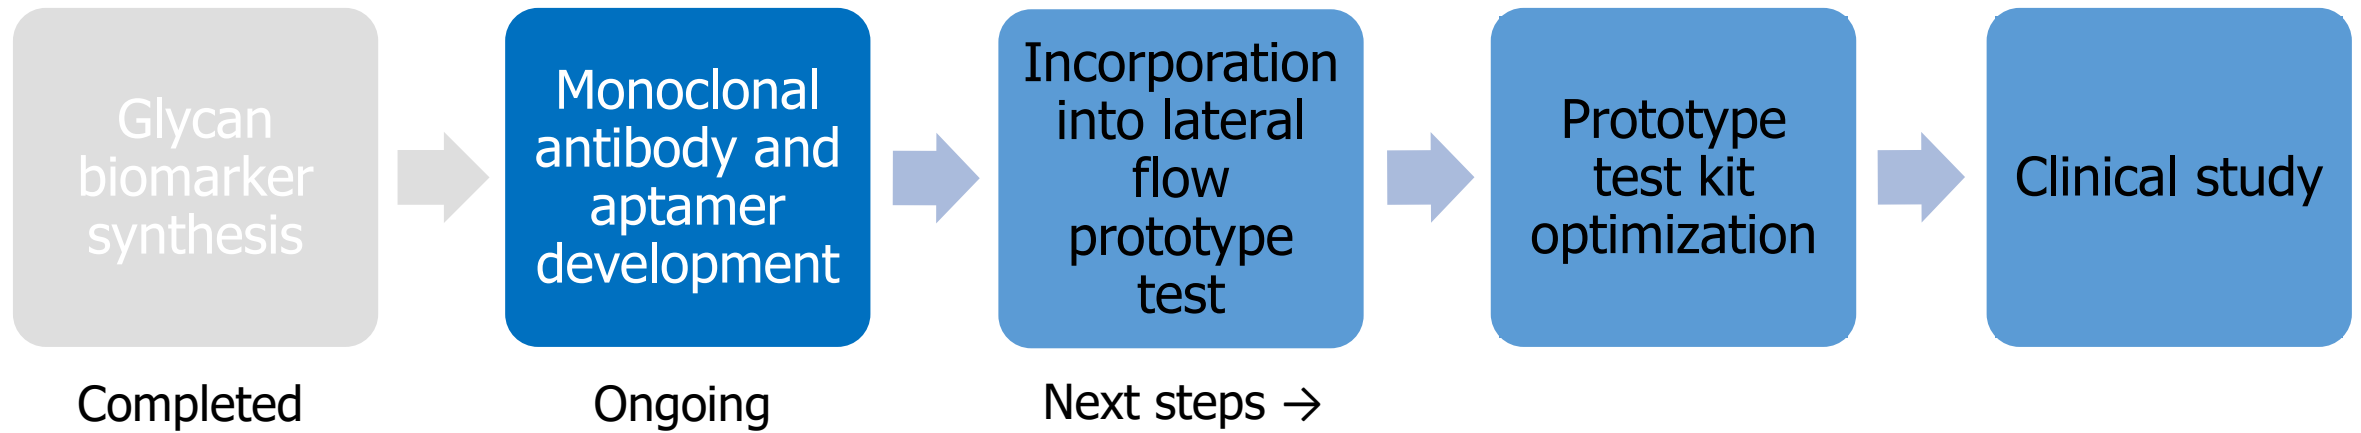 Glycan
biomarker
synthesis
Monoclonal
antibody and
aptamer
development
Incorporation
into lateral
flow
prototype
test
Prototype
test kit
optimization
Clinical study
Completed
Ongoing
Next steps →